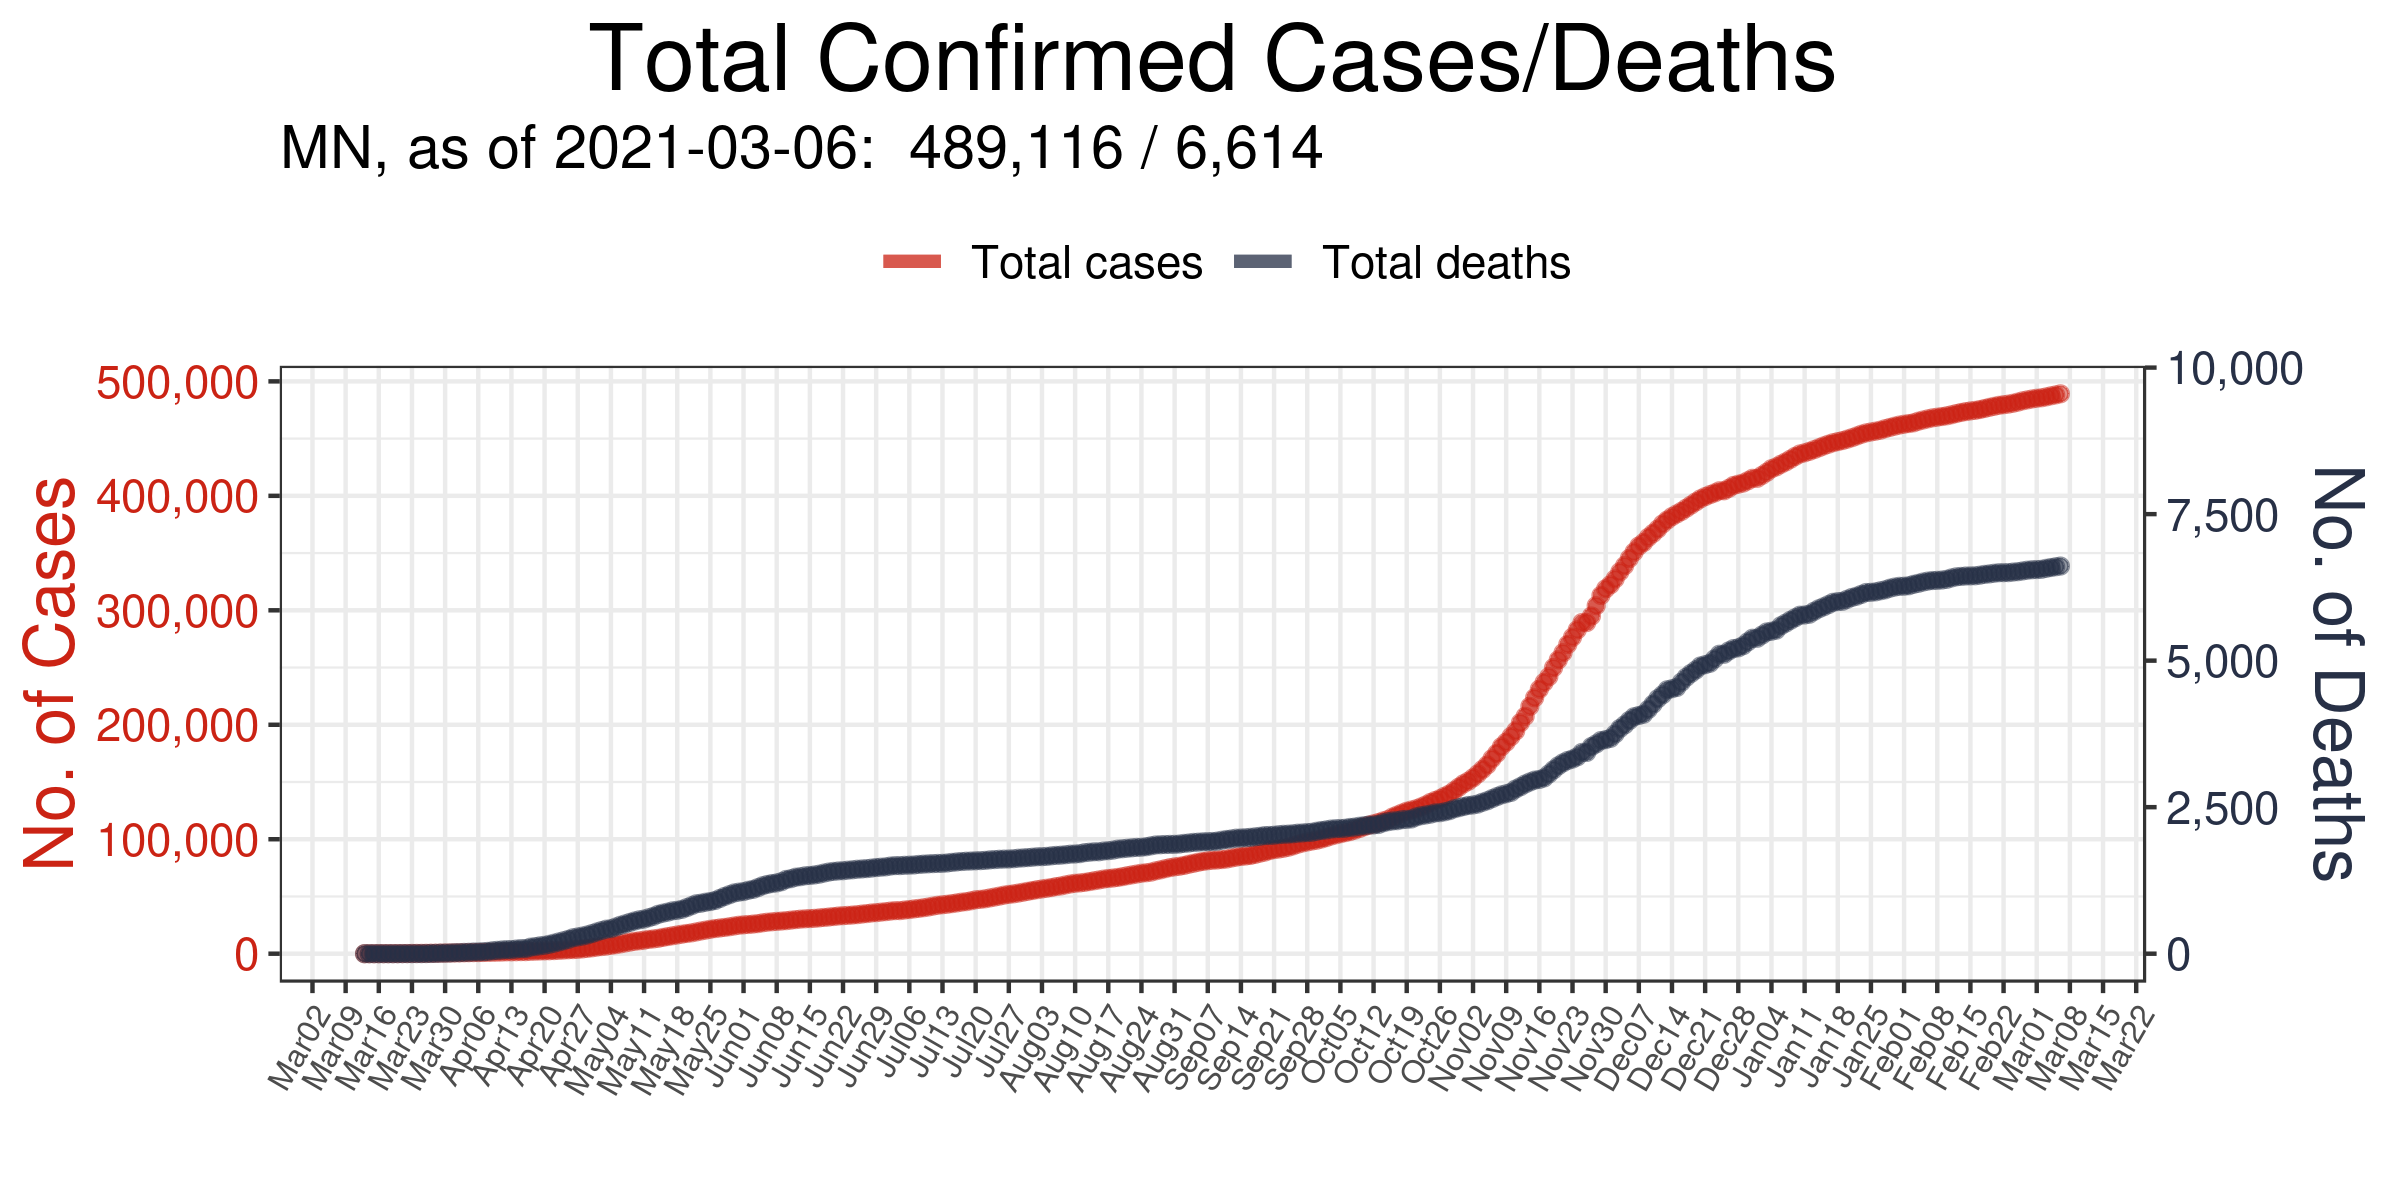 Total Confirmed Cases/Deaths
MN, as of 2021-03-06:  489,116 / 6,614
Total cases
Total deaths
No. of Cases
500,000
400,000
300,000
200,000
100,000
0
10,000
7,500
5,000
2,500
0
No. of Deaths
Mar02
Mar09
Mar16
Mar23
Mar30
Apr06
Apr13
Apr20
Apr27
May04
May11
May18
May25
Jun01
Jun08
Jun15
Jun22
Jun29
Jul06
Jul13
Jul20
Jul27
Aug03
Aug10
Aug17
Aug24
Aug31
Sep07
Sep14
Sep21
Sep28
Oct05
Oct12
Oct19
Oct26
Nov02
Nov09
Nov16
Nov23
Nov30
Dec07
Dec14
Dec21
Dec28
Jan04
Jan11
Jan18
Jan25
Feb01
Feb08
Feb15
Feb22
Mar01
Mar08
Mar15
Mar22